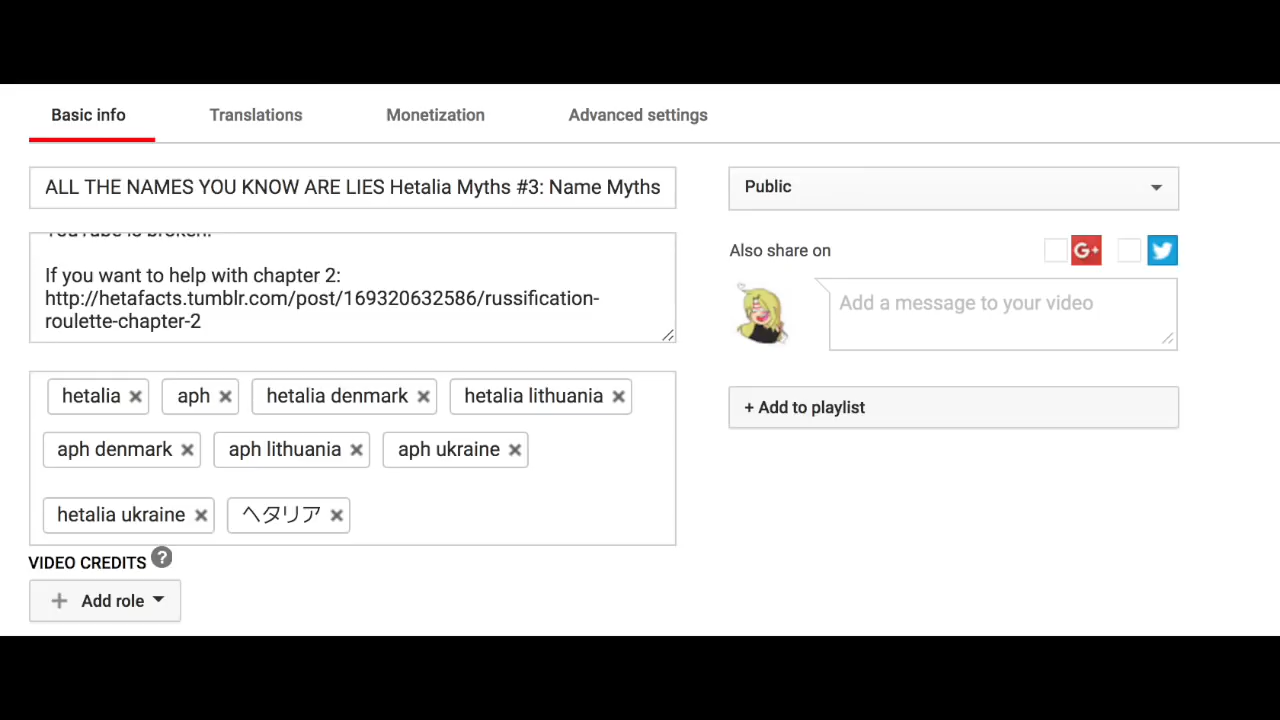 Basic info Translations Monetization Advanced settings
ALL THE NAMES YOU KNOW ARE LIES Hetalia Myths #3: Name Myths
Public
YouTube is broken.
If you want to help with chapter 2:
http://hetafacts.tumblr.com/post/169320632586/russification-
roulette-chapter-2
Also share on
G+
Add a message to your video
hetalia × aph × hetalia denmark × hetalia lithuania ×
aph denmark × aph lithuania × aph ukraine ×
hetalia ukraine × ヘタリア ×
+ Add to playlist
VIDEO CREDITS ?
+ Add role